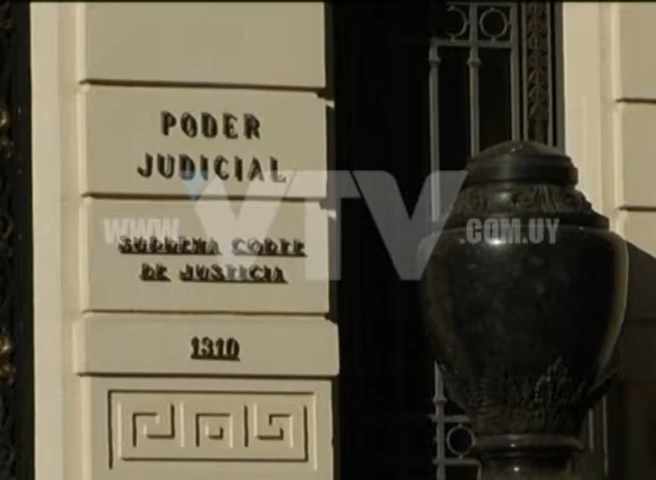 PODER
JUDICIAL
WWW. VTV .COM.UY
SUPREMA CORTE
DE JUSTICIA
1310